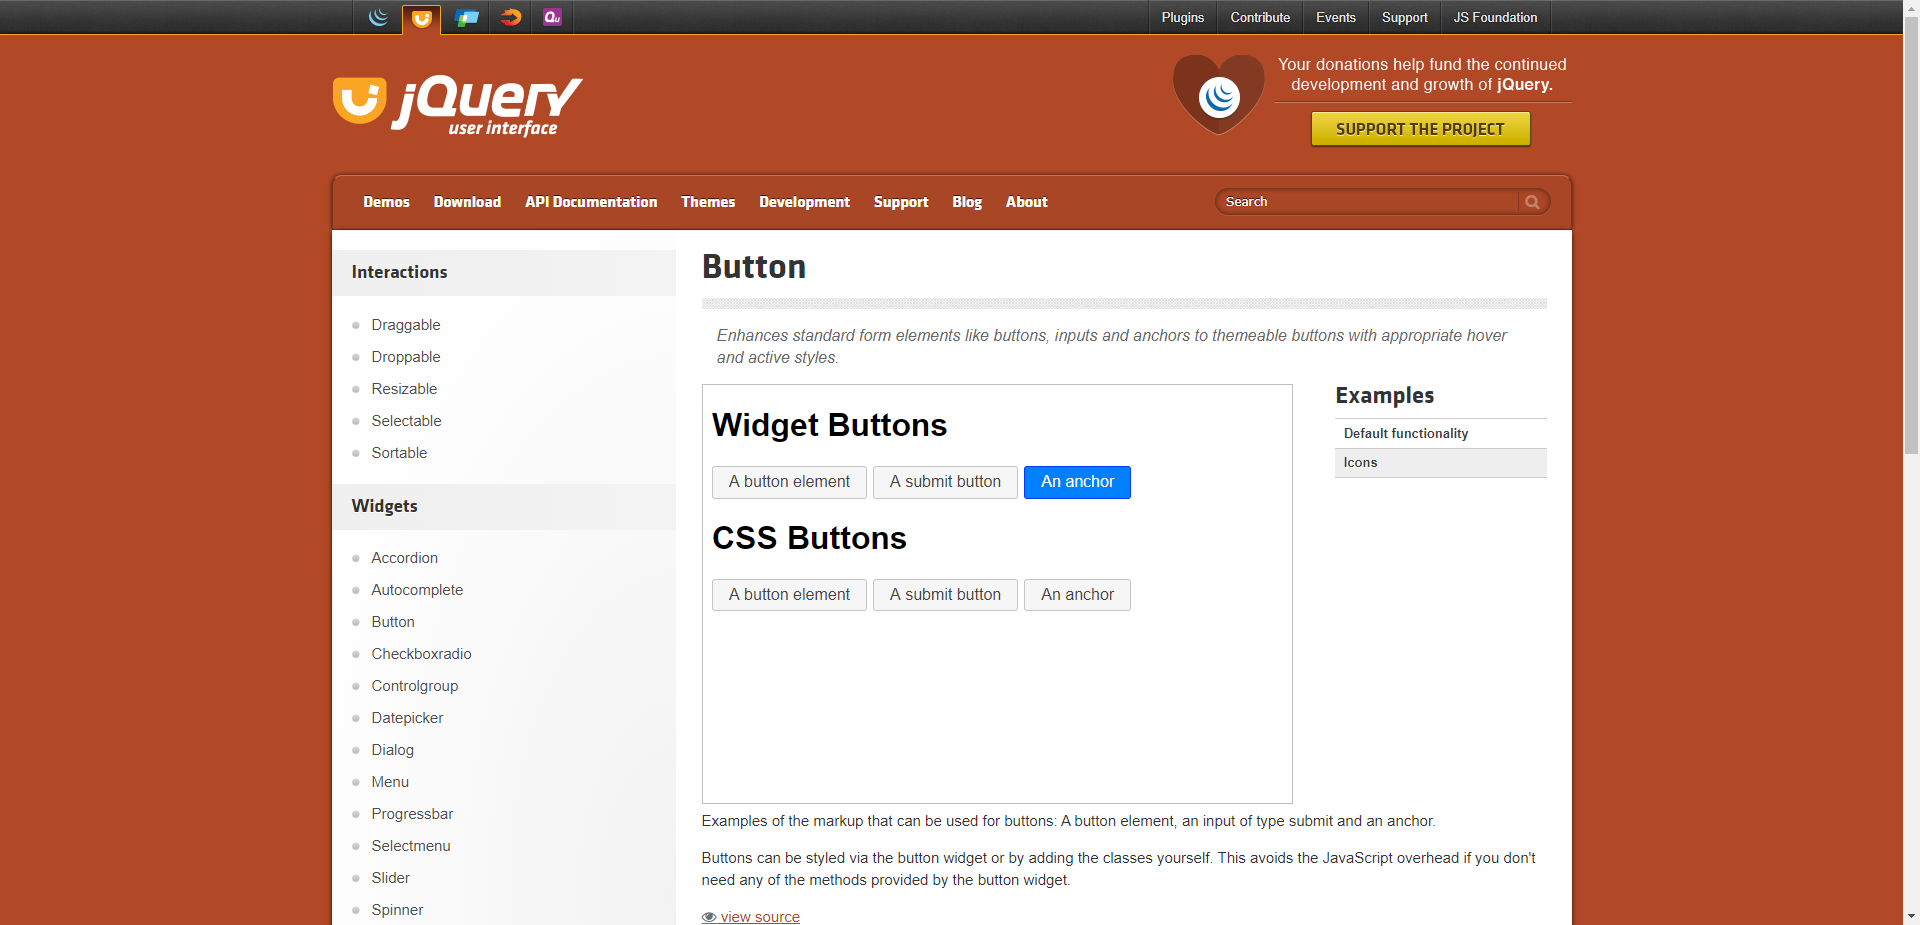 Qu
Plugins
Contribute
Events
Support
JS Foundation
jQuery
user interface
Your donations help fund the continued
development and growth of jQuery.
SUPPORT THE PROJECT
Demos
Download
API Documentation
Themes
Development
Support
Blog
About
Search
Interactions
Draggable
Droppable
Resizable
Selectable
Sortable
Widgets
Accordion
Autocomplete
Button
Checkboxradio
Controlgroup
Datepicker
Dialog
Menu
Progressbar
Selectmenu
Slider
Spinner
Button
Enhances standard form elements like buttons, inputs and anchors to themeable buttons with appropriate hover
and active styles.
Widget Buttons
A button element
A submit button
An anchor
CSS Buttons
A button element
A submit button
An anchor
Examples
Default functionality
Icons
Examples of the markup that can be used for buttons: A button element, an input of type submit and an anchor.
Buttons can be styled via the button widget or by adding the classes yourself. This avoids the JavaScript overhead if you don't
need any of the methods provided by the button widget.
view source